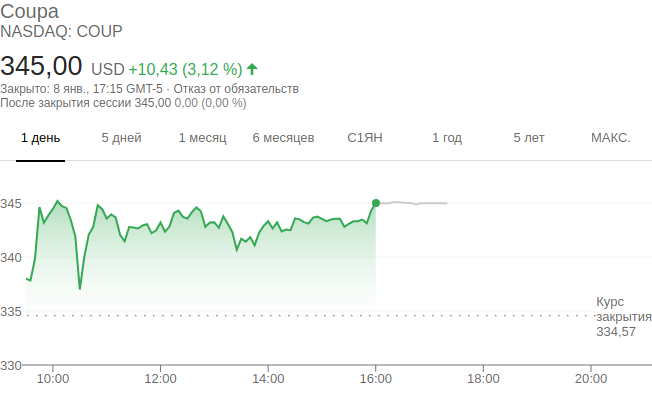 Coupa
NASDAQ: COUP
345,00 USD +10,43 (3,12 %)
Закрыто: 8 янв., 17:15 GMT-5 · Отказ от обязательств
После закрытия сессии 345,00 0,00 (0,00 %)
1 день 5 дней 1 месяц 6 месяцев С1ЯН 1 год 5 лет МАКС.
345
340
335
330
Курс
закрытия
334,57
10:00 12:00 14:00 16:00 18:00 20:00